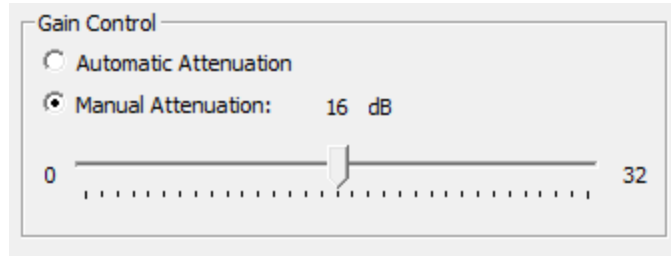 Gain Control
Automatic Attenuation
Manual Attenuation: 16 dB
0 32